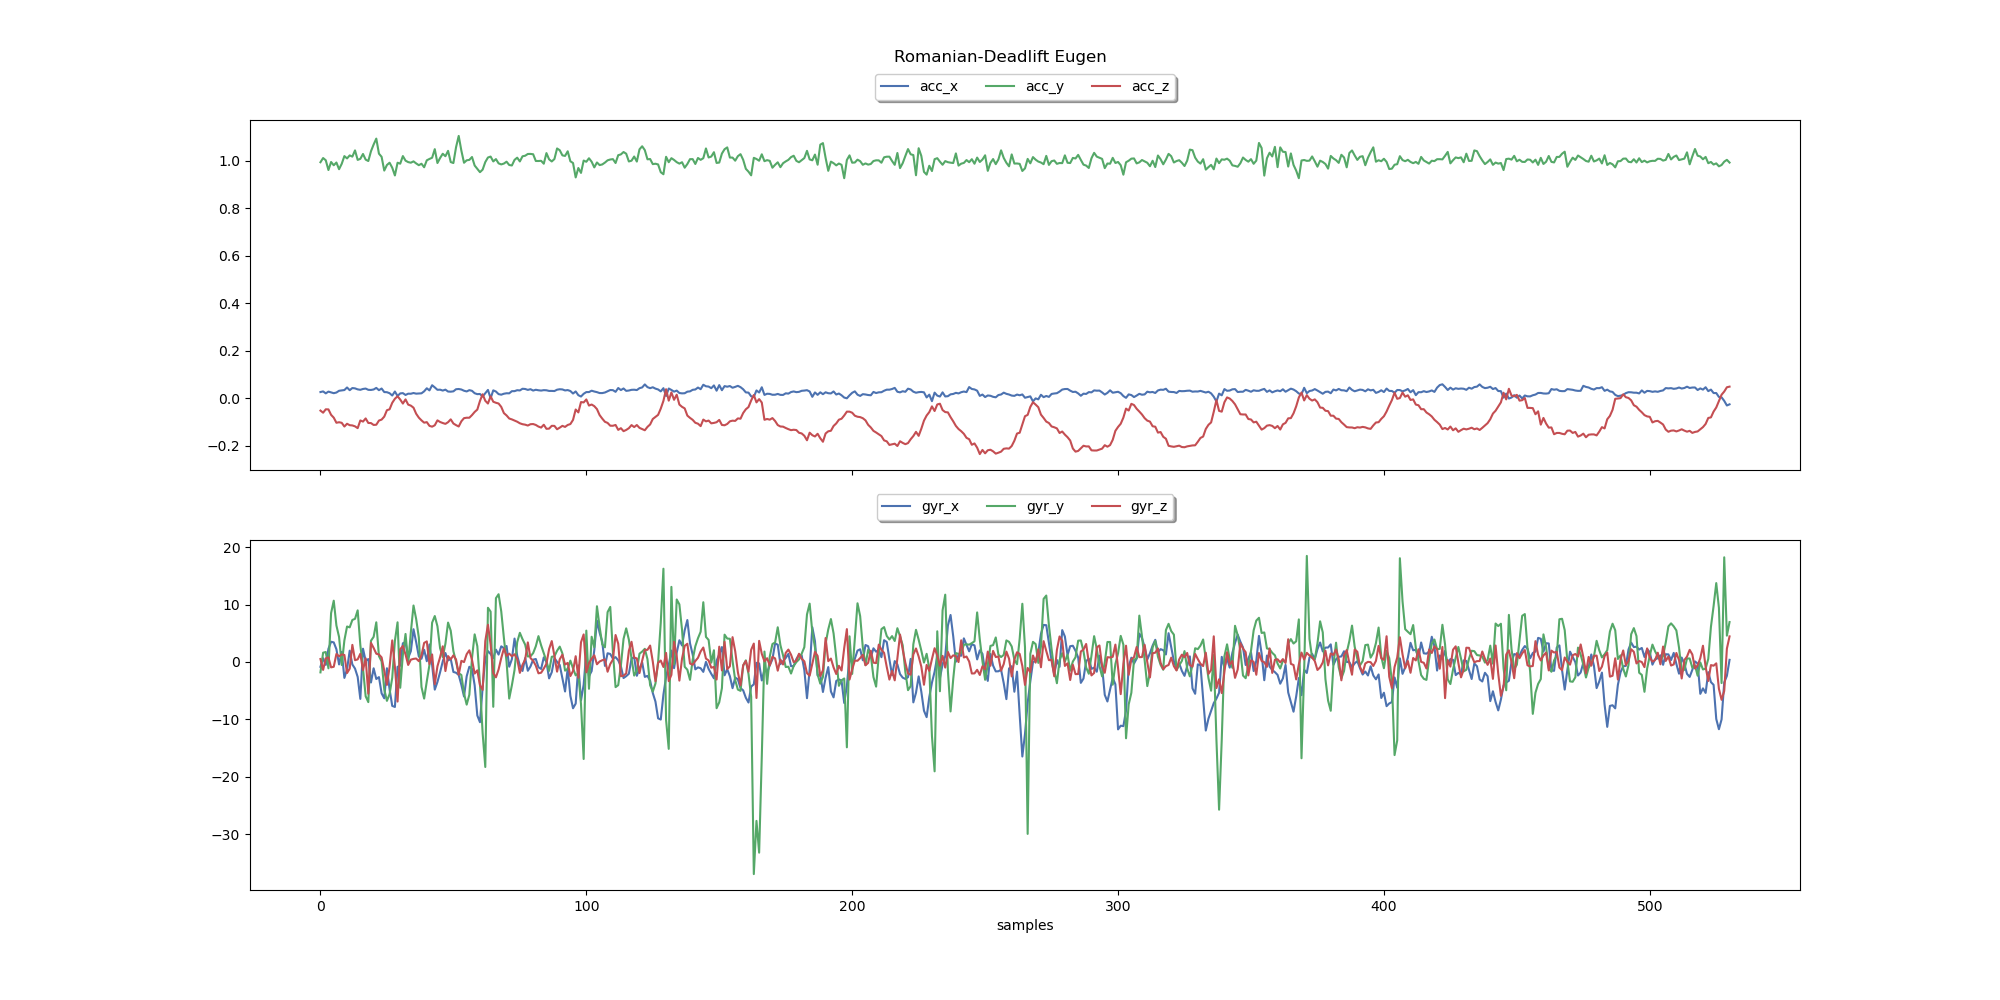 Romanian-Deadlift Eugen
acc_x acc_y acc_z
1.0
0.8
0.6
0.4
0.2
0.0
−0.2
gyr_x gyr_y gyr_z
20
10
0
−10
−20
−30
0 100 200 300 400 500
samples